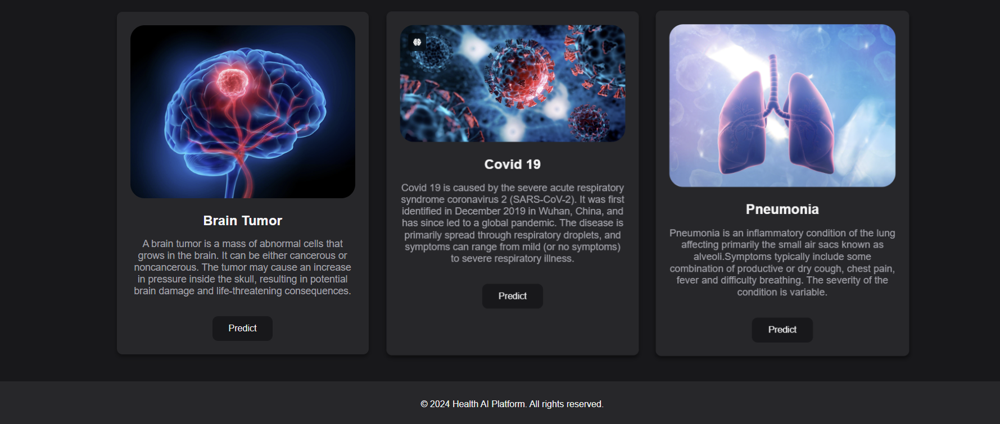 Brain Tumor
A brain tumor is a mass of abnormal cells that
grows in the brain. It can be either cancerous or
noncancerous. The tumor may cause an increase
in pressure inside the skull, resulting in potential
brain damage and life-threatening consequences.
Predict
Covid 19
Covid 19 is caused by the severe acute respiratory
syndrome coronavirus 2 (SARS-CoV-2). It was first
identified in December 2019 in Wuhan, China, and
has since led to a global pandemic. The disease is
primarily spread through respiratory droplets, and
symptoms can range from mild (or no symptoms)
to severe respiratory illness.
Predict
Pneumonia
Pneumonia is an inflammatory condition of the lung
affecting primarily the small air sacs known as
alveoli.Symptoms typically include some
combination of productive or dry cough, chest pain,
fever and difficulty breathing. The severity of the
condition is variable.
Predict
© 2024 Health AI Platform. All rights reserved.